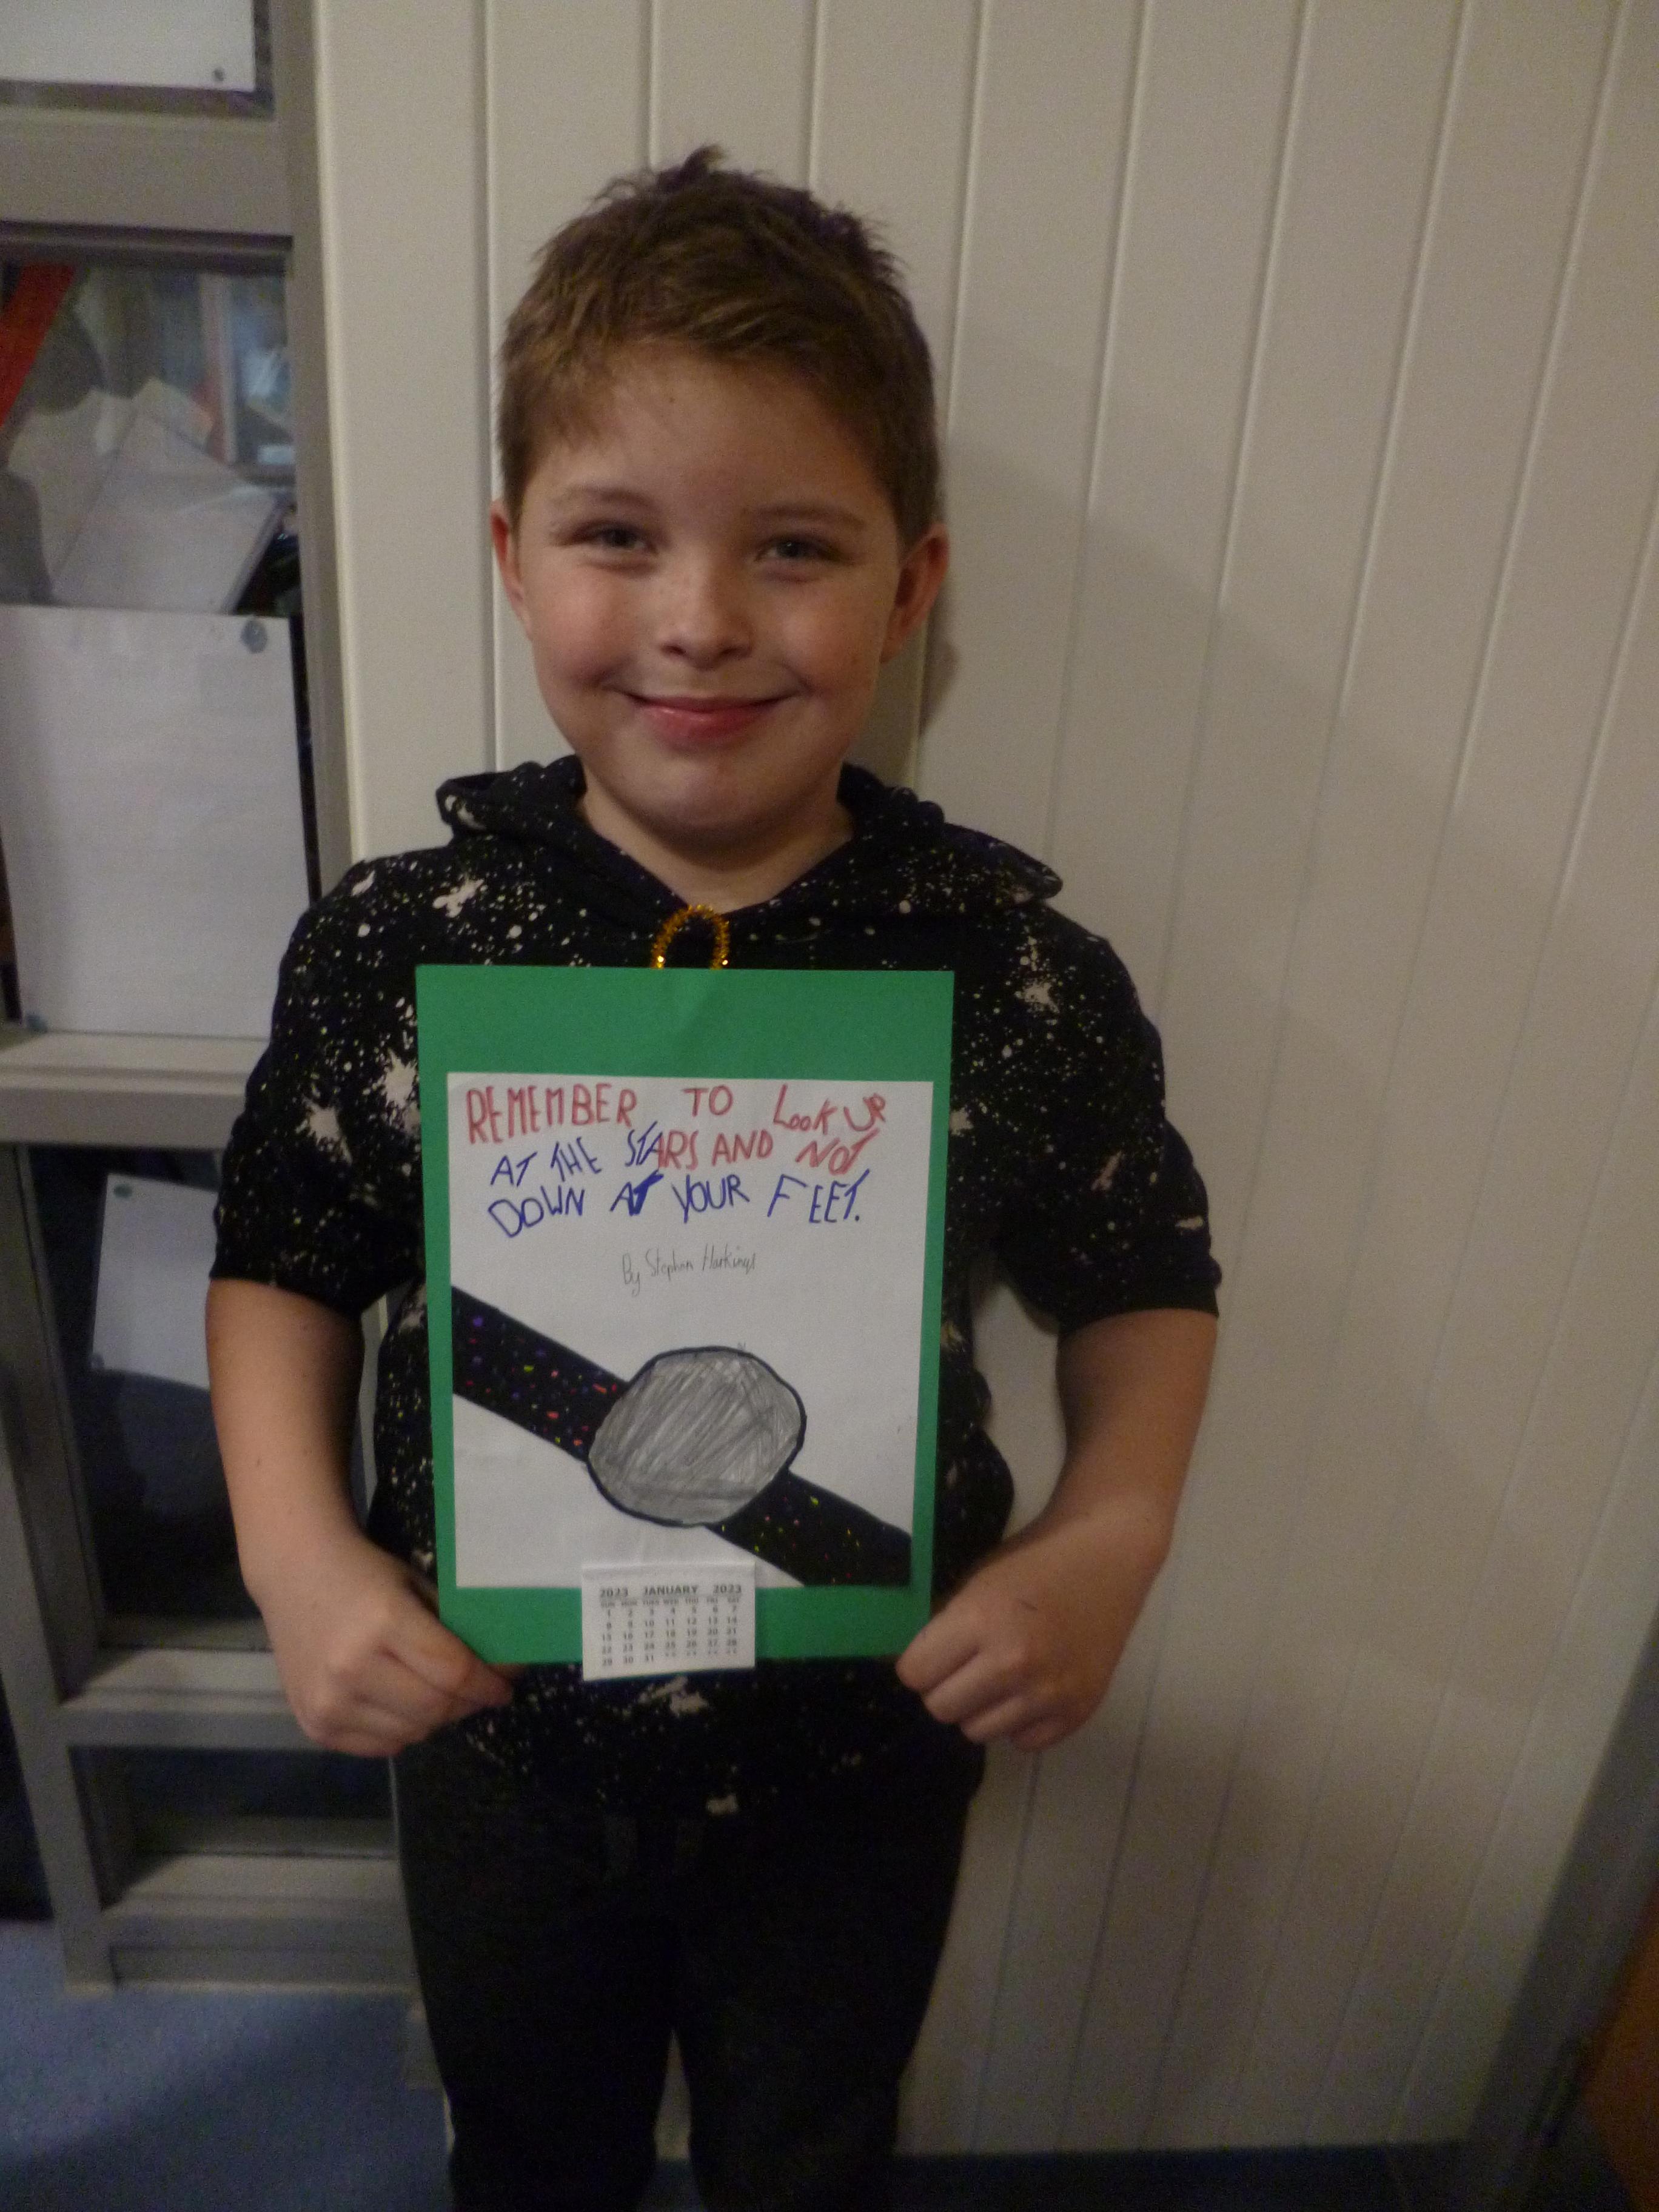 REMEMBER TO LOOK UP
AT THE STARS AND NOT
DOWN AT YOUR FEET.
By Stephen Harkings
2023 JANUARY 2023
SUN MON TUES WED THU FRI SAT
1 2 3 4 5 6 7
8 9 10 11 12 13 14
15 16 17 18 19 20 21
22 23 24 25 26 27 28
29 30 31